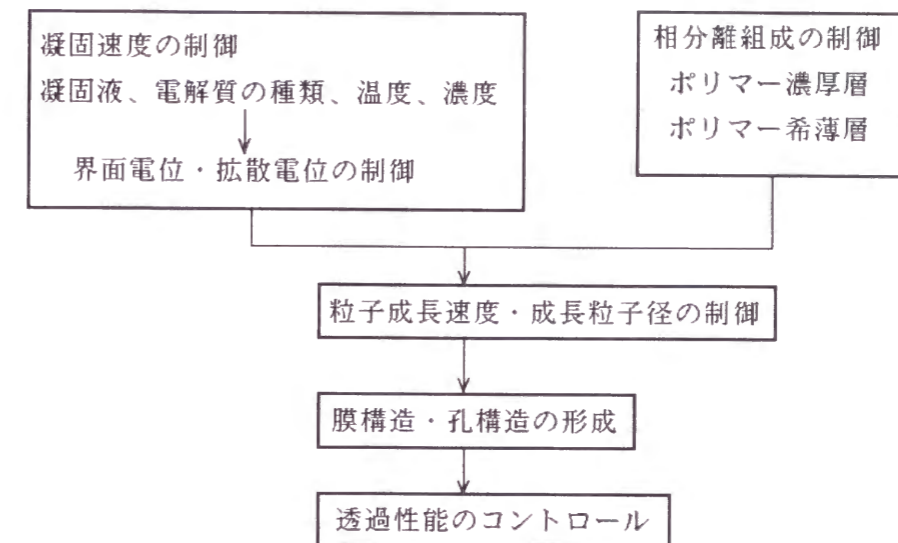 凝固速度の制御
凝固液、電解質の種類、温度、濃度
界面電位・拡散電位の制御
相分離組成の制御
ポリマー濃厚層
ポリマー希薄層
粒子成長速度・成長粒子径の制御
膜構造・孔構造の形成
透過性能のコントロール